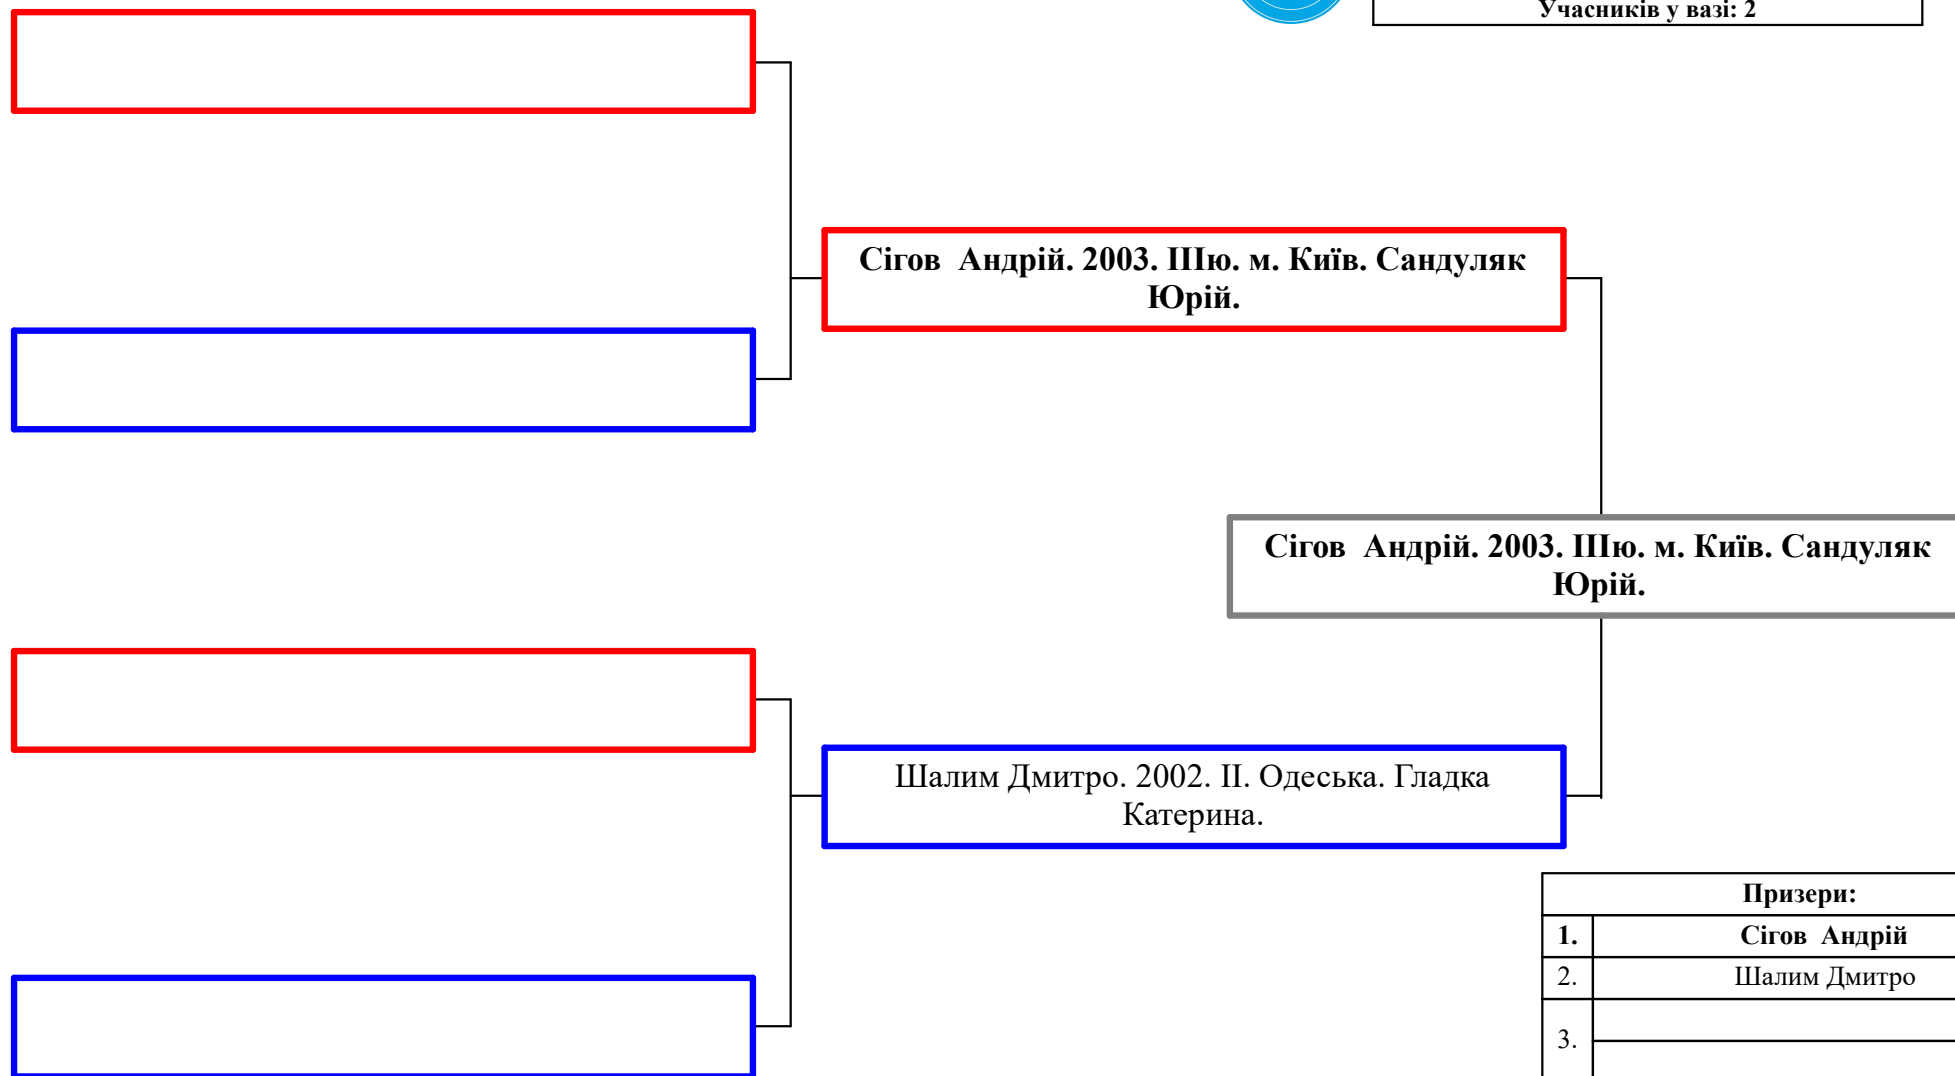 Учасників у вазі: 2
Сігов  Андрій. 2003. ІІІю. м. Київ. Сандуляк
Юрій.
Сігов  Андрій. 2003. ІІІю. м. Київ. Сандуляк
Юрій.
Шалим Дмитро. 2002. ІІ. Одеська. Гладка
Катерина.
Призери:
1. Сігов  Андрій
2. Шалим Дмитро
3.